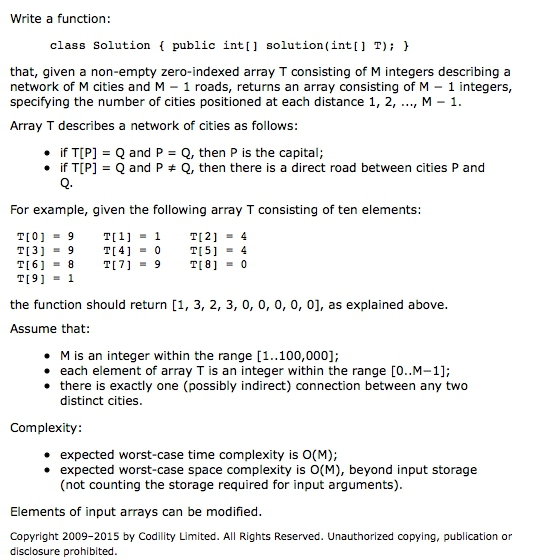 Write a function:
class Solution { public int[] solution(int[] T); }
that, given a non-empty zero-indexed array T consisting of M integers describing a
network of M cities and M − 1 roads, returns an array consisting of M − 1 integers,
specifying the number of cities positioned at each distance 1, 2, ..., M − 1.
Array T describes a network of cities as follows:
• if T[P] = Q and P = Q, then P is the capital;
• if T[P] = Q and P ≠ Q, then there is a direct road between cities P and
Q.
For example, given the following array T consisting of ten elements:
T[0] = 9 T[1] = 1 T[2] = 4
T[3] = 9 T[4] = 0 T[5] = 4
T[6] = 8 T[7] = 9 T[8] = 0
T[9] = 1
the function should return [1, 3, 2, 3, 0, 0, 0, 0, 0], as explained above.
Assume that:
• M is an integer within the range [1..100,000];
• each element of array T is an integer within the range [0..M−1];
• there is exactly one (possibly indirect) connection between any two
distinct cities.
Complexity:
• expected worst-case time complexity is O(M);
• expected worst-case space complexity is O(M), beyond input storage
(not counting the storage required for input arguments).
Elements of input arrays can be modified.
Copyright 2009–2015 by Codility Limited. All Rights Reserved. Unauthorized copying, publication or
disclosure prohibited.